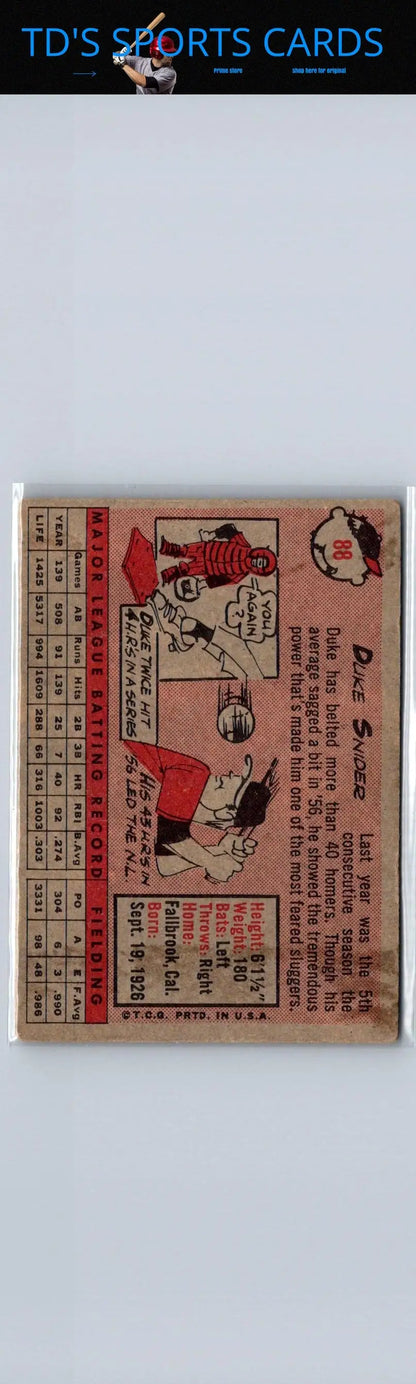 TD'S SPORTS CARDS
Prime store
shop here for original
88
DUKE SNIDER
Last year was the 5th
consecutive season the
Duke has belted more than 40 homers. Though his
average sagged a bit in '56, he showed the tremendous
power that's made him one of the most feared sluggers.
YOU
AGAIN
?
DUKE TWICE HIT
4 H.R.'S IN A SERIES
HIS 43 H.R.'S IN
'56 LED THE N.L.
Height: 6'1½"
Weight: 180
Bats: Left
Throws: Right
Home:
Fallbrook, Cal.
Born:
Sept. 19, 1926
©T.C.G. PRTD. IN U.S.A.
MAJOR LEAGUE BATTING RECORD FIELDING
Games AB Runs Hits 2B 3B HR RBI B.Avg PO A E F.Avg
YEAR 139 508 91 139 25 7 40 92 .274 304 6 3 .990
LIFE 1425 5317 994 1609 288 66 316 1003 .303 3331 98 48 .986